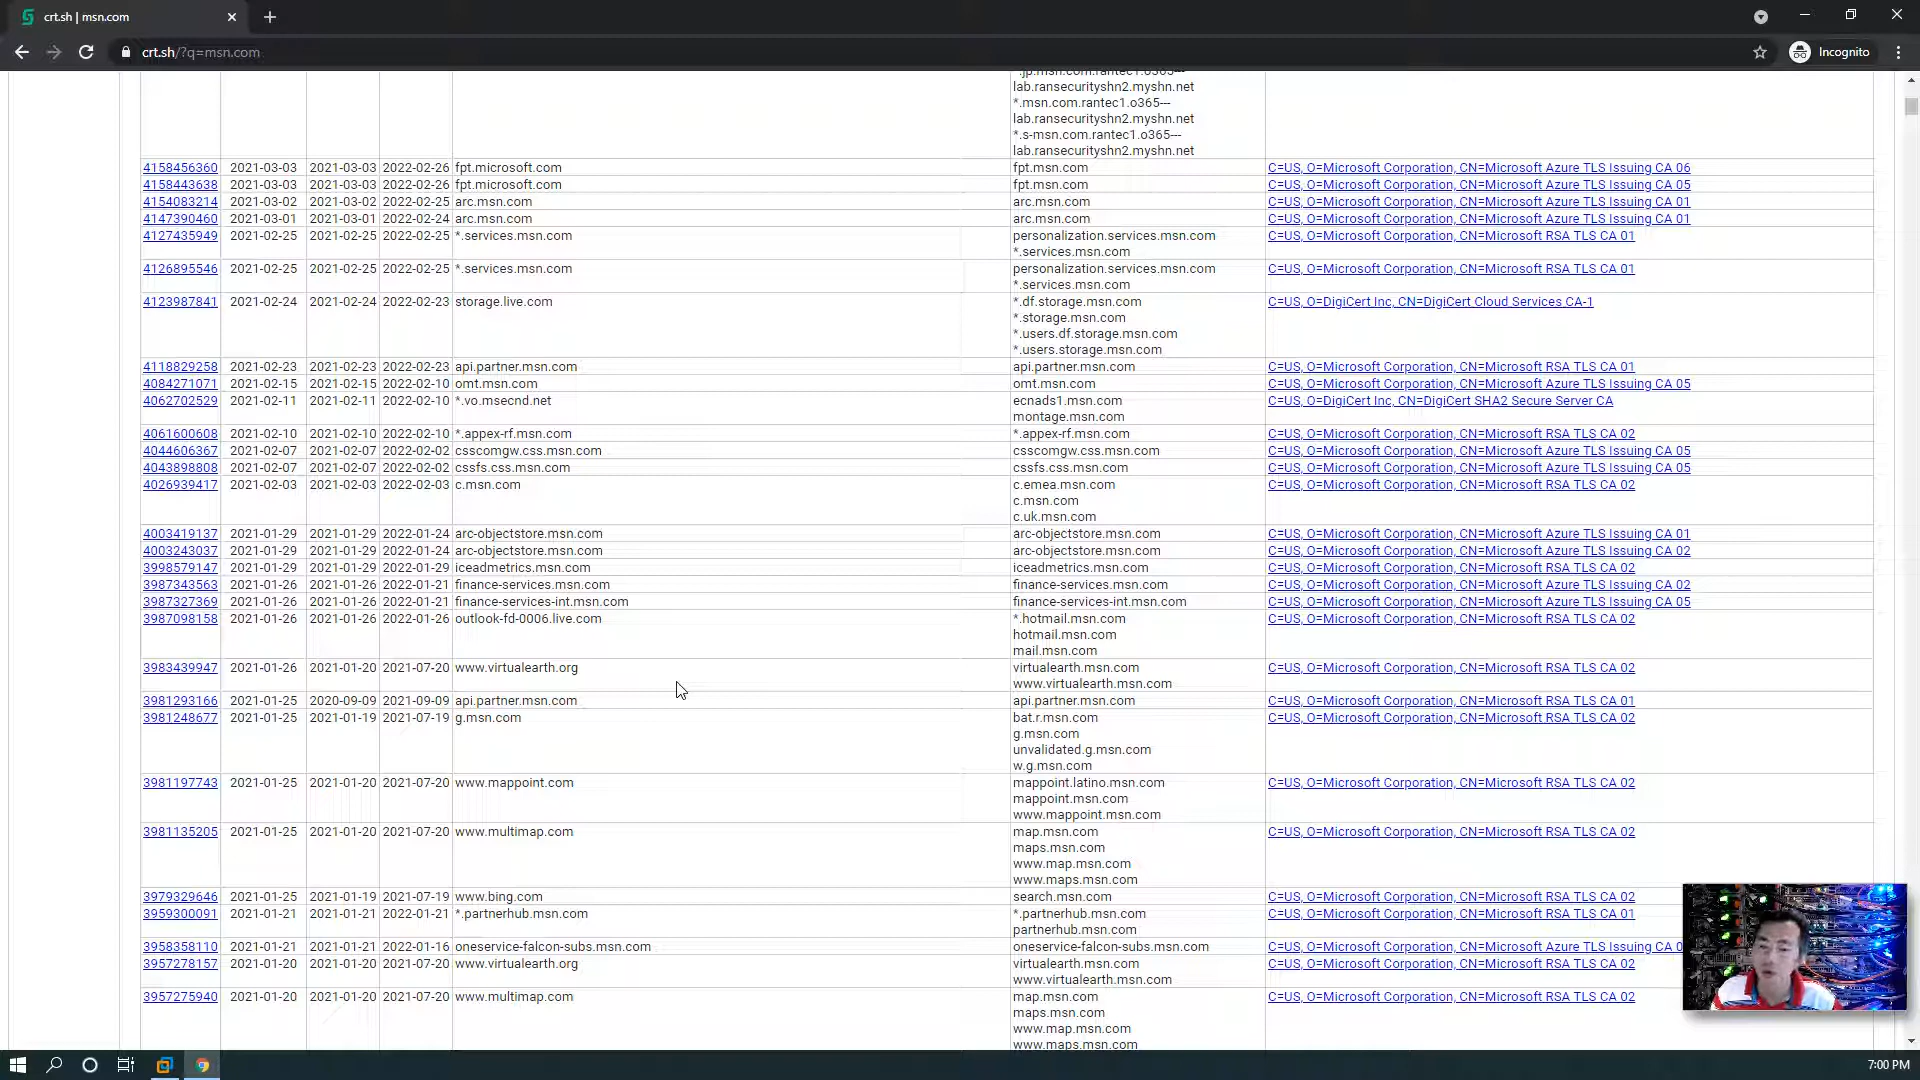 crt.sh | msn.com
crt.sh/?q=msn.com
Incognito
lab.ransecurityshn2.myshn.net
*.msn.com.rantec1.o365---
lab.ransecurityshn2.myshn.net
*.s-msn.com.rantec1.o365---
lab.ransecurityshn2.myshn.net
4158456360 2021-03-03 2021-03-03 2022-02-26 fpt.microsoft.com fpt.msn.com C=US, O=Microsoft Corporation, CN=Microsoft Azure TLS Issuing CA 06
4158443638 2021-03-03 2021-03-03 2022-02-26 fpt.microsoft.com fpt.msn.com C=US, O=Microsoft Corporation, CN=Microsoft Azure TLS Issuing CA 05
4154083214 2021-03-02 2021-03-02 2022-02-25 arc.msn.com arc.msn.com C=US, O=Microsoft Corporation, CN=Microsoft Azure TLS Issuing CA 01
4147390460 2021-03-01 2021-03-01 2022-02-24 arc.msn.com arc.msn.com C=US, O=Microsoft Corporation, CN=Microsoft Azure TLS Issuing CA 01
4127435949 2021-02-25 2021-02-25 2022-02-25 *.services.msn.com personalization.services.msn.com C=US, O=Microsoft Corporation, CN=Microsoft RSA TLS CA 01
*.services.msn.com
4126895546 2021-02-25 2021-02-25 2022-02-25 *.services.msn.com personalization.services.msn.com C=US, O=Microsoft Corporation, CN=Microsoft RSA TLS CA 01
*.services.msn.com
4123987841 2021-02-24 2021-02-24 2022-02-23 storage.live.com *.df.storage.msn.com C=US, O=DigiCert Inc, CN=DigiCert Cloud Services CA-1
*.storage.msn.com
*.users.df.storage.msn.com
*.users.storage.msn.com
4118829258 2021-02-23 2021-02-23 2022-02-23 api.partner.msn.com api.partner.msn.com C=US, O=Microsoft Corporation, CN=Microsoft RSA TLS CA 01
4084271071 2021-02-15 2021-02-15 2022-02-10 omt.msn.com omt.msn.com C=US, O=Microsoft Corporation, CN=Microsoft Azure TLS Issuing CA 05
4062702529 2021-02-11 2021-02-11 2022-02-10 *.vo.msecnd.net ecnads1.msn.com C=US, O=DigiCert Inc, CN=DigiCert SHA2 Secure Server CA
montage.msn.com
4061600608 2021-02-10 2021-02-10 2022-02-10 *.appex-rf.msn.com *.appex-rf.msn.com C=US, O=Microsoft Corporation, CN=Microsoft RSA TLS CA 02
4044606367 2021-02-07 2021-02-07 2022-02-02 csscomgw.css.msn.com csscomgw.css.msn.com C=US, O=Microsoft Corporation, CN=Microsoft Azure TLS Issuing CA 05
4043898808 2021-02-07 2021-02-07 2022-02-02 cssfs.css.msn.com cssfs.css.msn.com C=US, O=Microsoft Corporation, CN=Microsoft Azure TLS Issuing CA 05
4026939417 2021-02-03 2021-02-03 2022-02-03 c.msn.com c.emea.msn.com C=US, O=Microsoft Corporation, CN=Microsoft RSA TLS CA 02
c.msn.com
c.uk.msn.com
4003419137 2021-01-29 2021-01-29 2022-01-24 arc-objectstore.msn.com arc-objectstore.msn.com C=US, O=Microsoft Corporation, CN=Microsoft Azure TLS Issuing CA 01
4003243037 2021-01-29 2021-01-29 2022-01-24 arc-objectstore.msn.com arc-objectstore.msn.com C=US, O=Microsoft Corporation, CN=Microsoft Azure TLS Issuing CA 02
3998579147 2021-01-29 2021-01-29 2022-01-29 iceadmetrics.msn.com iceadmetrics.msn.com C=US, O=Microsoft Corporation, CN=Microsoft RSA TLS CA 02
3987343563 2021-01-26 2021-01-26 2022-01-21 finance-services.msn.com finance-services.msn.com C=US, O=Microsoft Corporation, CN=Microsoft Azure TLS Issuing CA 02
3987327369 2021-01-26 2021-01-26 2022-01-21 finance-services-int.msn.com finance-services-int.msn.com C=US, O=Microsoft Corporation, CN=Microsoft Azure TLS Issuing CA 05
3987098158 2021-01-26 2021-01-26 2022-01-26 outlook-fd-0006.live.com *.hotmail.msn.com C=US, O=Microsoft Corporation, CN=Microsoft RSA TLS CA 02
hotmail.msn.com
mail.msn.com
3983439947 2021-01-26 2021-01-20 2021-07-20 www.virtualearth.org virtualearth.msn.com C=US, O=Microsoft Corporation, CN=Microsoft RSA TLS CA 02
www.virtualearth.msn.com
3981293166 2021-01-25 2020-09-09 2021-09-09 api.partner.msn.com api.partner.msn.com C=US, O=Microsoft Corporation, CN=Microsoft RSA TLS CA 01
3981248677 2021-01-25 2021-01-19 2021-07-19 g.msn.com bat.r.msn.com C=US, O=Microsoft Corporation, CN=Microsoft RSA TLS CA 02
g.msn.com
unvalidated.g.msn.com
w.g.msn.com
3981197743 2021-01-25 2021-01-20 2021-07-20 www.mappoint.com mappoint.latino.msn.com C=US, O=Microsoft Corporation, CN=Microsoft RSA TLS CA 02
mappoint.msn.com
www.mappoint.msn.com
3981135205 2021-01-25 2021-01-20 2021-07-20 www.multimap.com map.msn.com C=US, O=Microsoft Corporation, CN=Microsoft RSA TLS CA 02
maps.msn.com
www.map.msn.com
www.maps.msn.com
3979329646 2021-01-25 2021-01-19 2021-07-19 www.bing.com search.msn.com C=US, O=Microsoft Corporation, CN=Microsoft RSA TLS CA 02
3959300091 2021-01-21 2021-01-21 2022-01-21 *.partnerhub.msn.com *.partnerhub.msn.com C=US, O=Microsoft Corporation, CN=Microsoft RSA TLS CA 01
partnerhub.msn.com
3958358110 2021-01-21 2021-01-21 2022-01-16 oneservice-falcon-subs.msn.com oneservice-falcon-subs.msn.com C=US, O=Microsoft Corporation, CN=Microsoft Azure TLS Issuing CA
3957278157 2021-01-20 2021-01-20 2021-07-20 www.virtualearth.org virtualearth.msn.com C=US, O=Microsoft Corporation, CN=Microsoft RSA TLS CA 02
www.virtualearth.msn.com
3957275940 2021-01-20 2021-01-20 2021-07-20 www.multimap.com map.msn.com C=US, O=Microsoft Corporation, CN=Microsoft RSA TLS CA 02
maps.msn.com
www.map.msn.com
www.maps.msn.com
7:00 PM